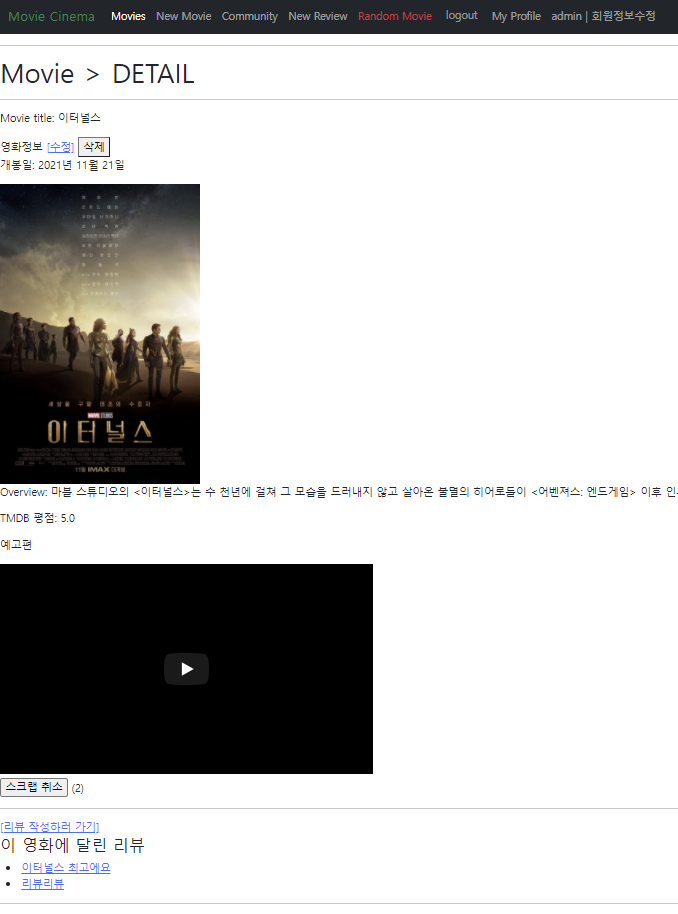 Movie Cinema Movies New Movie Community New Review Random Movie logout My Profile admin | 회원정보수정
Movie > DETAIL
Movie title: 이터널스
영화정보 [수정] 삭제
개봉일: 2021년 11월 21일
세상을 구할 태초의 수호자
MARVEL STUDIOS
이터널스
11월 IMAX 대개봉
Overview: 마블 스튜디오의 <이터널스>는 수 천년에 걸쳐 그 모습을 드러내지 않고 살아온 불멸의 히어로들이 <어벤져스: 엔드게임> 이후 인
TMDB 평점: 5.0
예고편
스크랩 취소 (2)
[리뷰 작성하러 가기]
이 영화에 달린 리뷰
이터널스 최고에요
리뷰리뷰